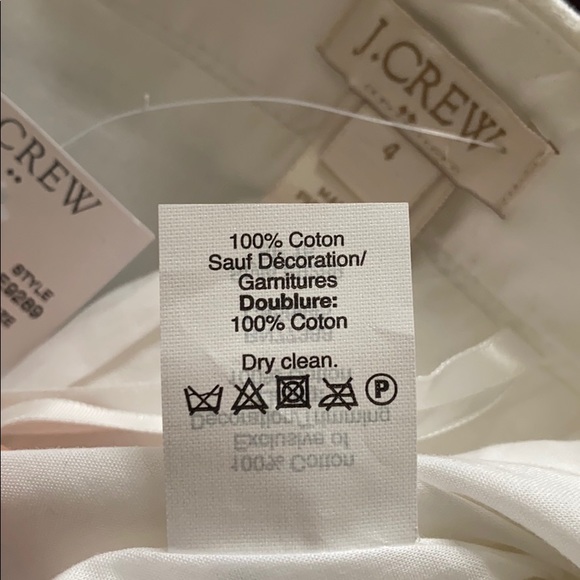 J.CREW
4
CREW
STYLE
E9289
100% Coton
Sauf Décoration/
Garnitures
Doublure:
100% Coton
Dry clean.
P
Decoration/Trimming
Exclusive of
100% Cotton